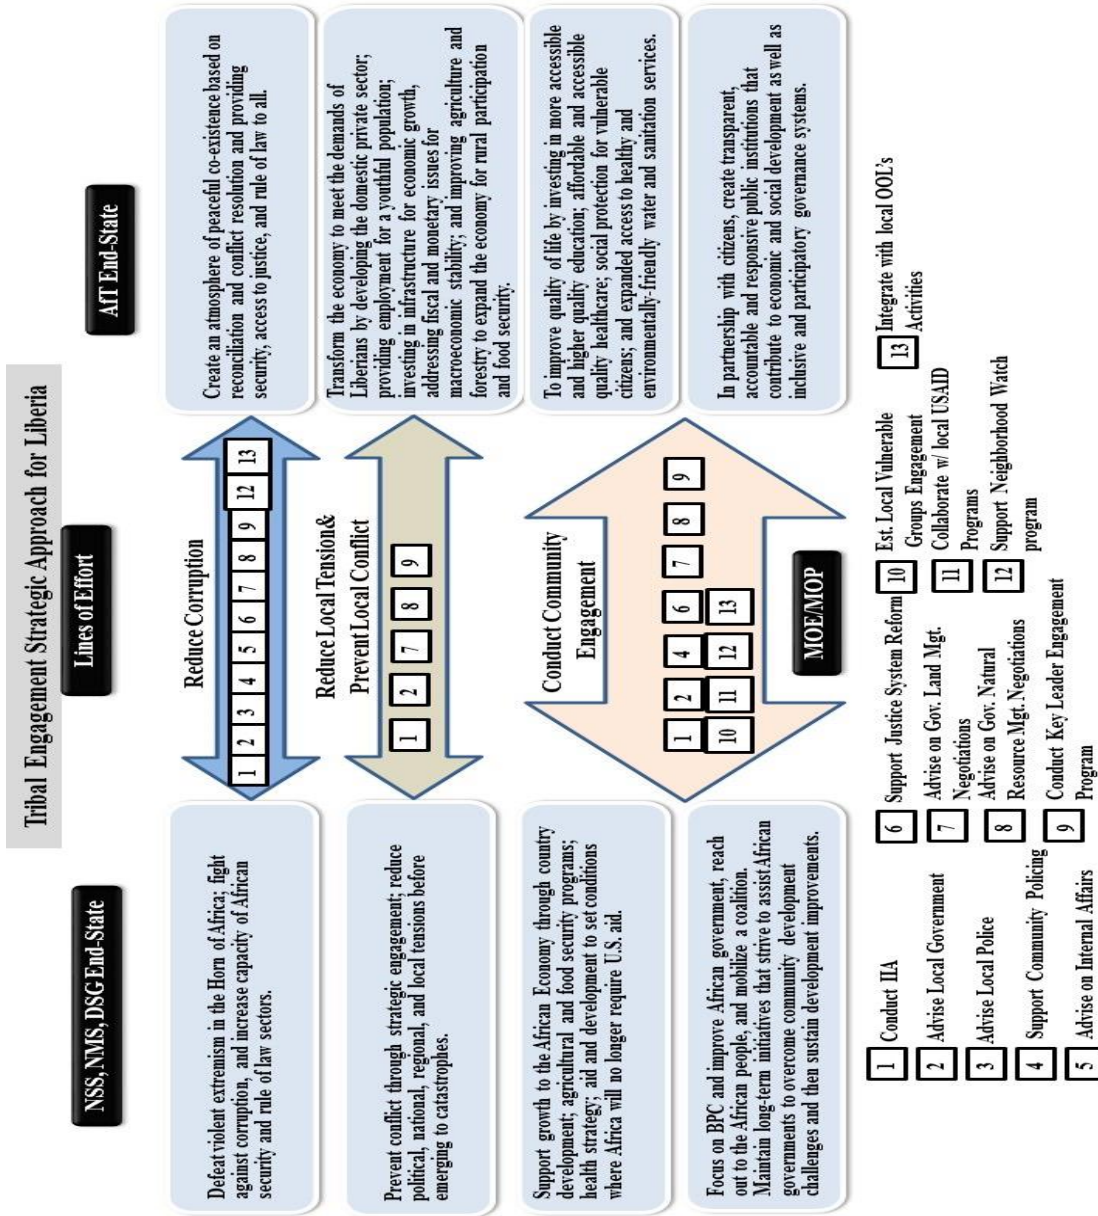 Tribal Engagement Strategic Approach for Liberia
NSS, NMS, DSG End-State
Lines of Effort
AfT End-State
Defeat violent extremism in the Horn of Africa; fight
against corruption, and increase capacity of African
security and rule of law sectors.
Reduce Corruption
1 2 3 4 5 6 7 8 9 12 13
Create an atmosphere of peaceful co-existence based on
reconciliation and conflict resolution and providing
security, access to justice, and rule of law to all.
Prevent conflict through strategic engagement; reduce
political, national, regional, and local tensions before
emerging to catastrophes.
Reduce Local Tension&
Prevent Local Conflict
1 2 7 8 9
Transform the economy to meet the demands of
Liberians by developing the domestic private sector;
providing employment for a youthful population;
investing in infrastructure for economic growth,
addressing fiscal and monetary issues for
macroeconomic stability; and improving agriculture and
forestry to expand the economy for rural participation
and food security.
Support growth to the African Economy through country
development; agricultural and food security programs;
health strategy; aid and development to set conditions
where Africa will no longer require U.S. aid.
Conduct Community
Engagement
1 2 4 6 7 8 9
10 11 12 13
To improve quality of life by investing in more accessible
and higher quality education; affordable and accessible
quality healthcare; social protection for vulnerable
citizens; and expanded access to healthy and
environmentally-friendly water and sanitation services.
Focus on BPC and improve African government, reach
out to the African people, and mobilize a coalition.
Maintain long-term initiatives that strive to assist African
governments to overcome community development
challenges and then sustain development improvements.
In partnership with citizens, create transparent,
accountable and responsive public institutions that
contribute to economic and social development as well as
inclusive and participatory governance systems.
MOE/MOP
1 Conduct IIA
2 Advise Local Government
3 Advise Local Police
4 Support Community Policing
5 Advise on Internal Affairs
6 Support Justice System Reform
7 Advise on Gov. Land Mgt.
Negotiations
8 Advise on Gov. Natural
Resource Mgt. Negotiations
9 Conduct Key Leader Engagement
Program
10 Est. Local Vulnerable
Groups Engagement
11 Collaborate w/ local USAID
Programs
12 Support Neighborhood Watch
program
13 Integrate with local OOL's
Activities